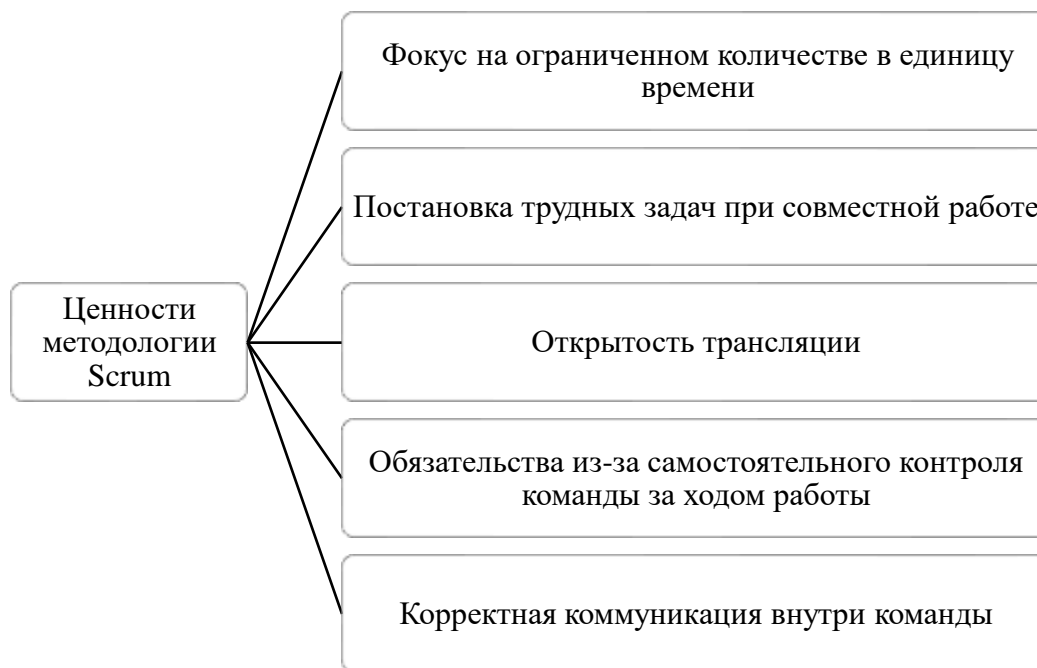 Фокус на ограниченном количестве в единицу
времени
Постановка трудных задач при совместной работе
Ценности
методологии
Scrum
Открытость трансляции
Обязательства из-за самостоятельного контроля
команды за ходом работы
Корректная коммуникация внутри команды